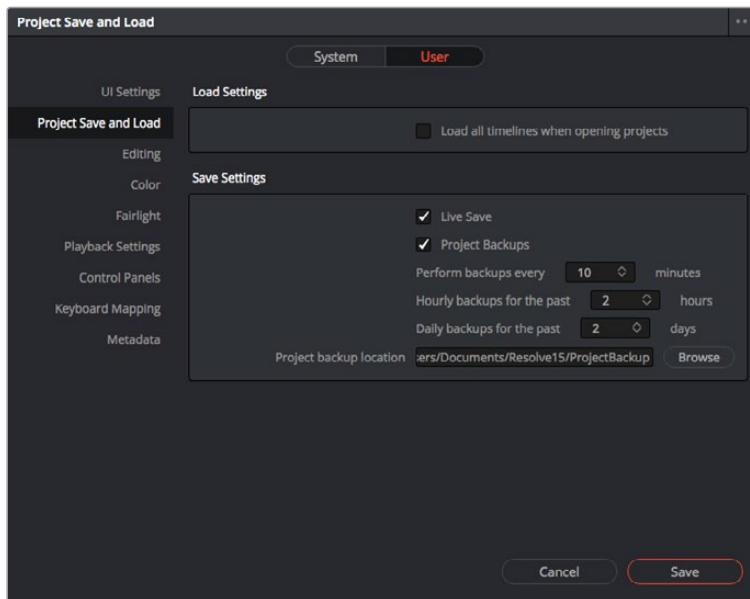 Project Save and Load
System User
UI Settings
Project Save and Load
Editing
Color
Fairlight
Playback Settings
Control Panels
Keyboard Mapping
Metadata
Load Settings
Load all timelines when opening projects
Save Settings
Live Save
Project Backups
Perform backups every 10 minutes
Hourly backups for the past 2 hours
Daily backups for the past 2 days
Project backup location ers/Documents/Resolve15/ProjectBackup Browse
Cancel Save